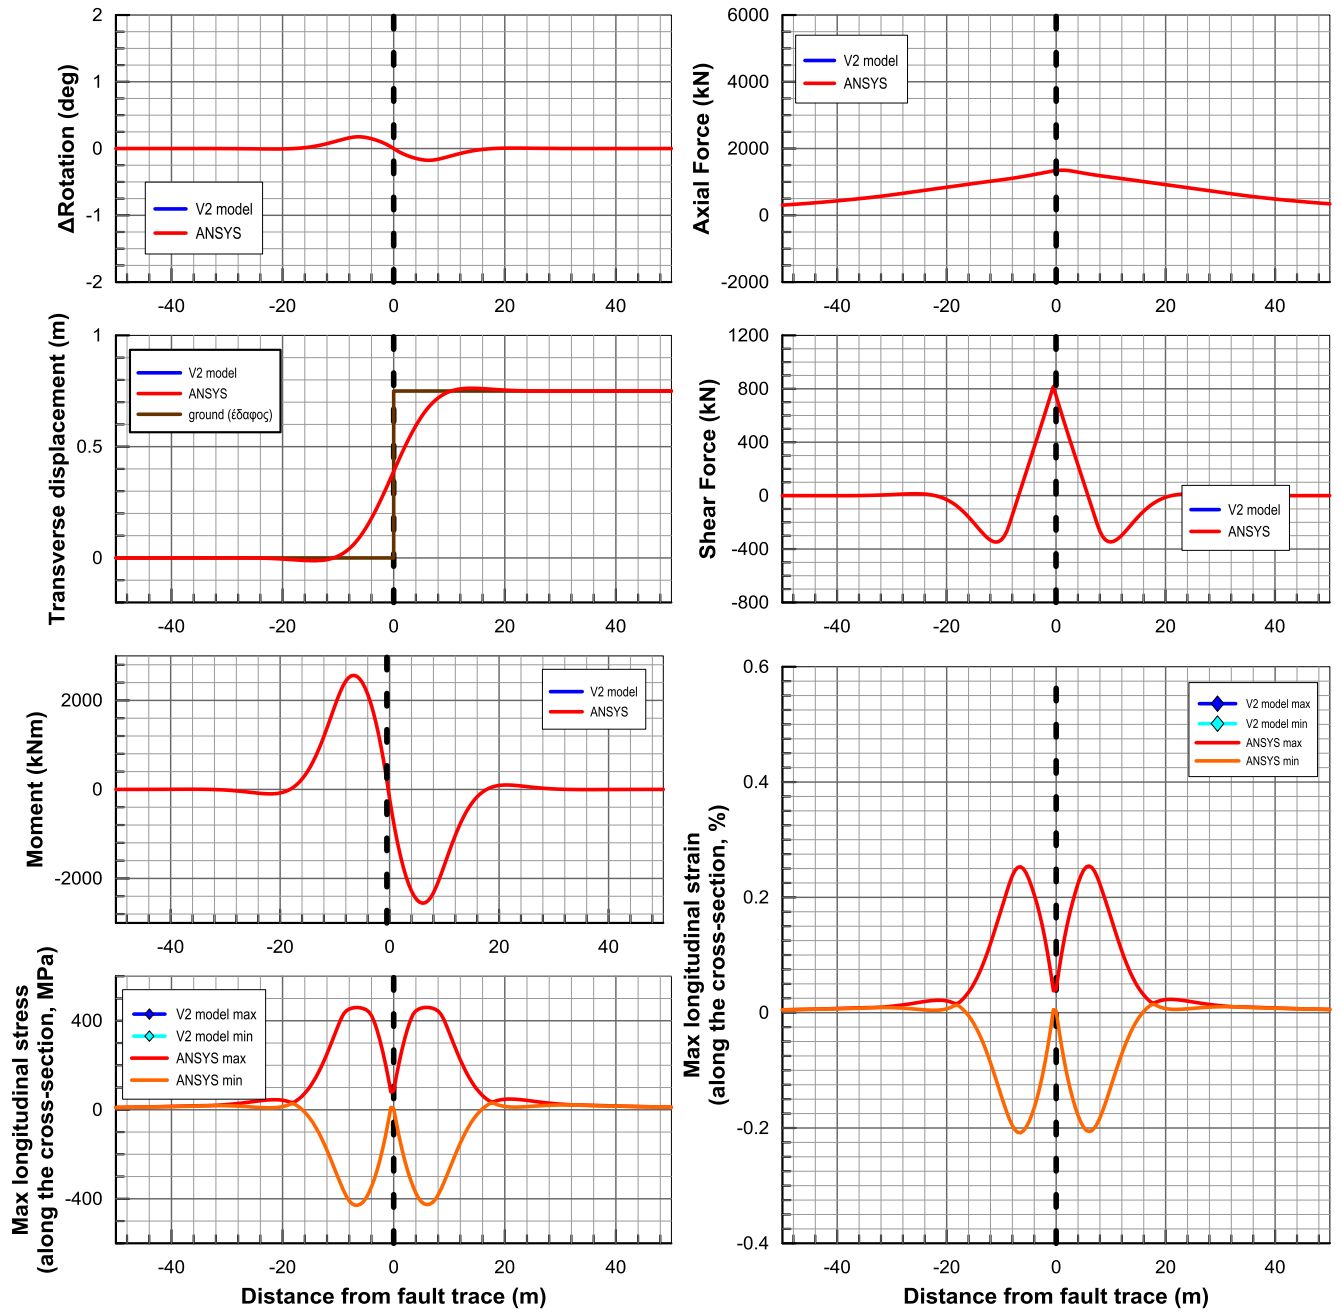 2
1
0
-1
-2
ΔRotation (deg)
V2 model
ANSYS
-40
-20
0
20
40
6000
4000
2000
0
-2000
Axial Force (kN)
V2 model
ANSYS
-40
-20
0
20
40
1
0.5
0
Transverse displacement (m)
V2 model
ANSYS
ground (έδαφος)
-40
-20
0
20
40
1200
800
400
0
-400
-800
Shear Force (kN)
V2 model
ANSYS
-40
-20
0
20
40
2000
0
-2000
Moment (kNm)
V2 model
ANSYS
-40
-20
0
20
40
400
0
-400
Max longitudinal stress
(along the cross-section, MPa)
V2 model max
V2 model min
ANSYS max
ANSYS min
-40
-20
0
20
40
Distance from fault trace (m)
0.6
0.4
0.2
0
-0.2
-0.4
Max longitudinal strain
(along the cross-section, %)
V2 model max
V2 model min
ANSYS max
ANSYS min
-40
-20
0
20
40
Distance from fault trace (m)